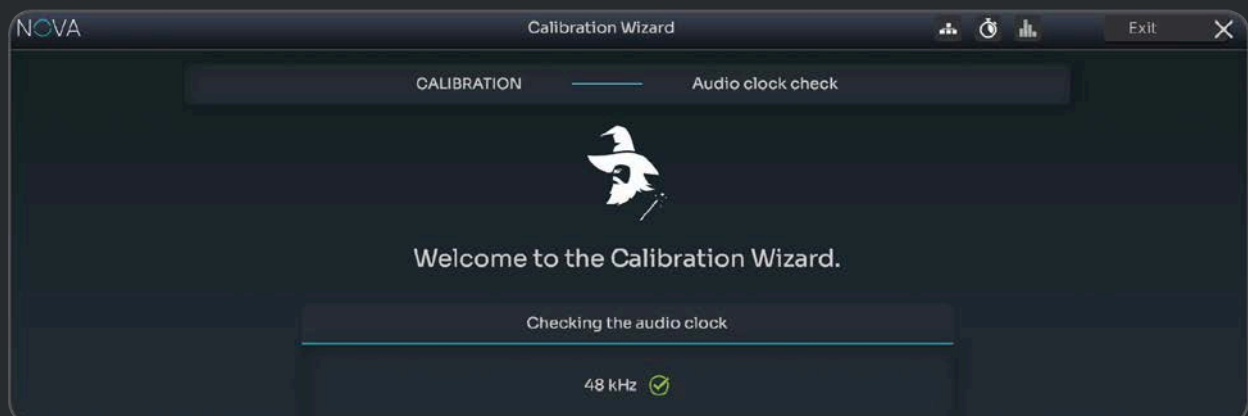 NOVA Calibration Wizard Exit
CALIBRATION Audio clock check
Welcome to the Calibration Wizard.
Checking the audio clock
48 kHz